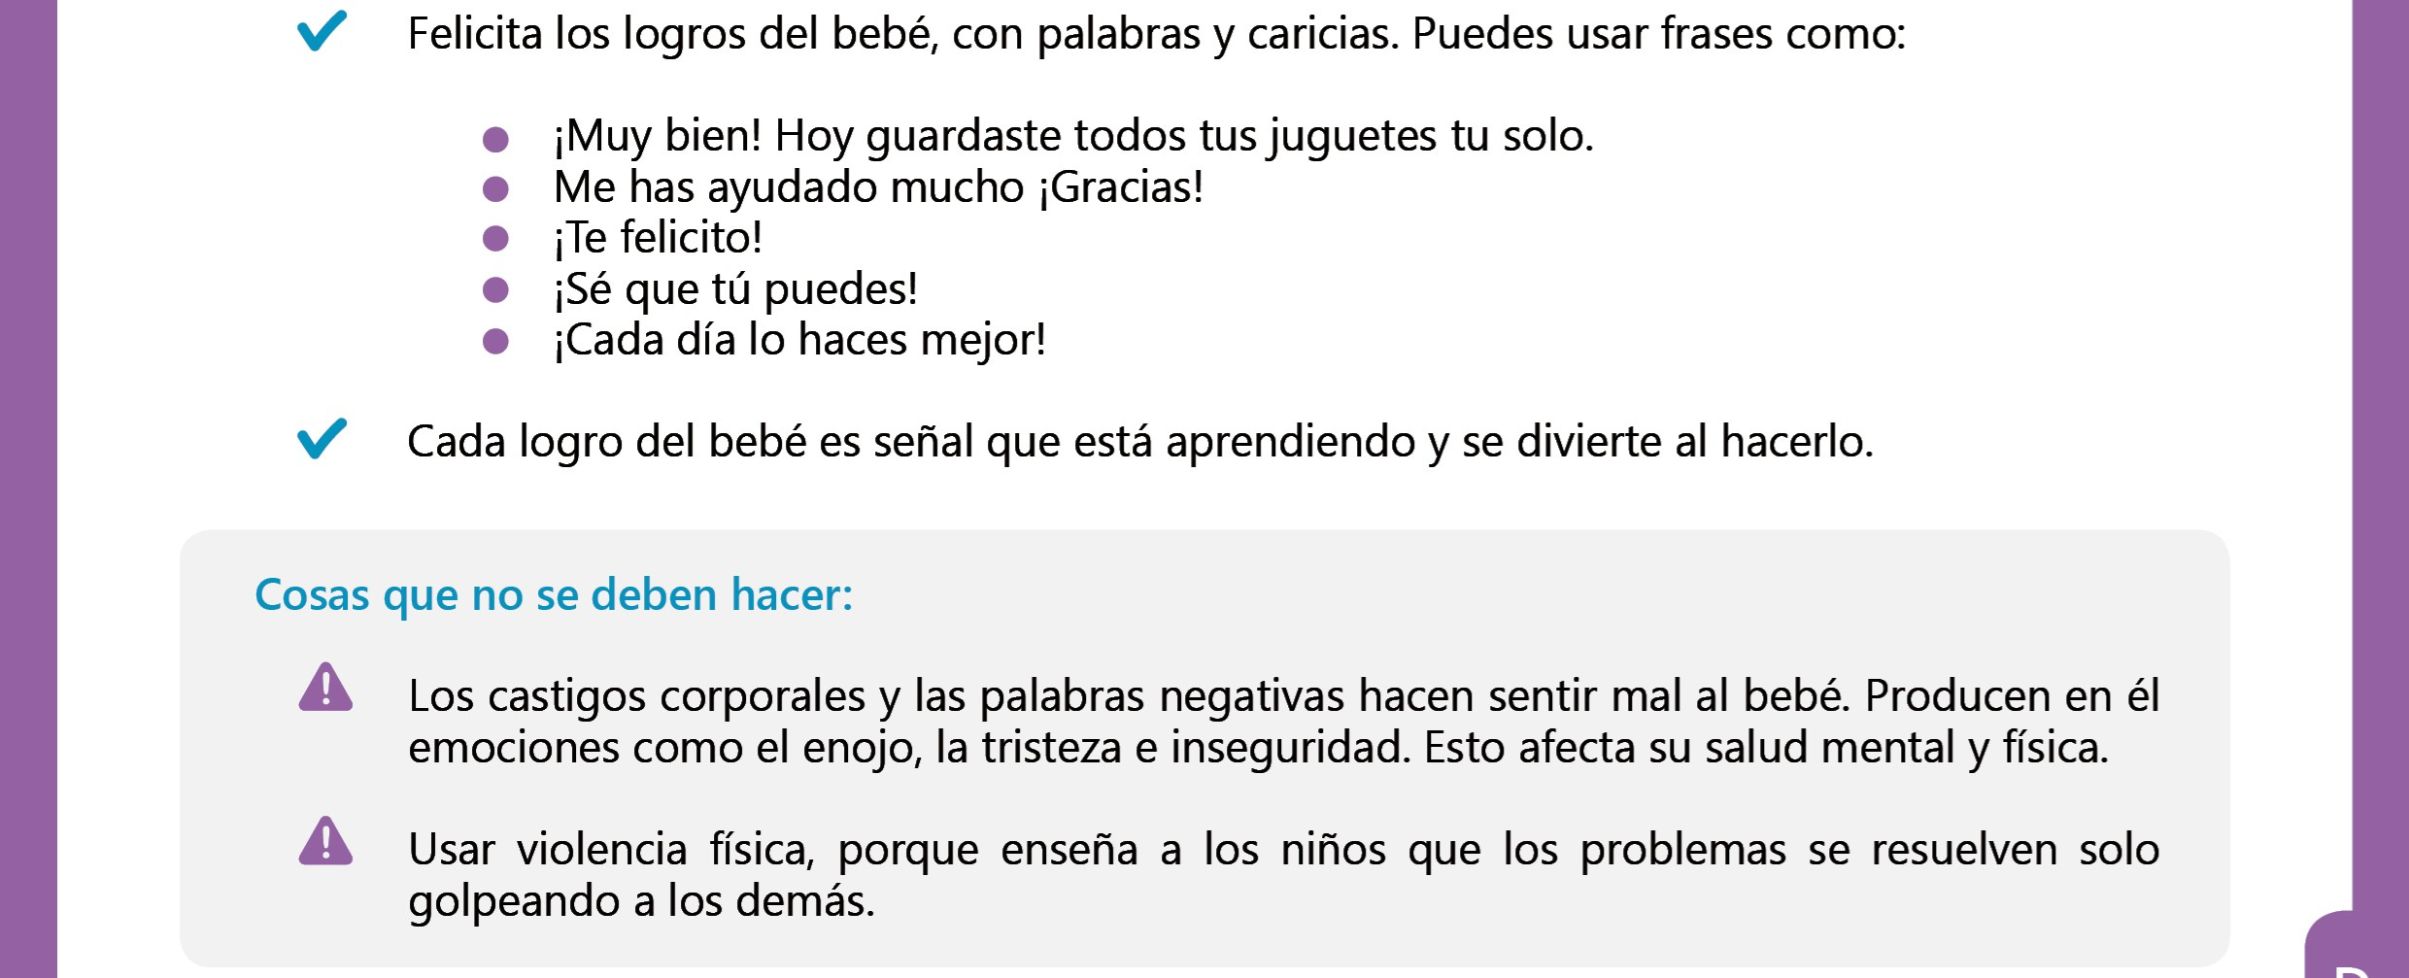 Felicita los logros del bebé, con palabras y caricias. Puedes usar frases como:
¡Muy bien! Hoy guardaste todos tus juguetes tu solo.
Me has ayudado mucho ¡Gracias!
¡Te felicito!
¡Sé que tú puedes!
¡Cada día lo haces mejor!
Cada logro del bebé es señal que está aprendiendo y se divierte al hacerlo.
Cosas que no se deben hacer:
Los castigos corporales y las palabras negativas hacen sentir mal al bebé. Producen en él
emociones como el enojo, la tristeza e inseguridad. Esto afecta su salud mental y física.
Usar violencia física, porque enseña a los niños que los problemas se resuelven solo
golpeando a los demás.